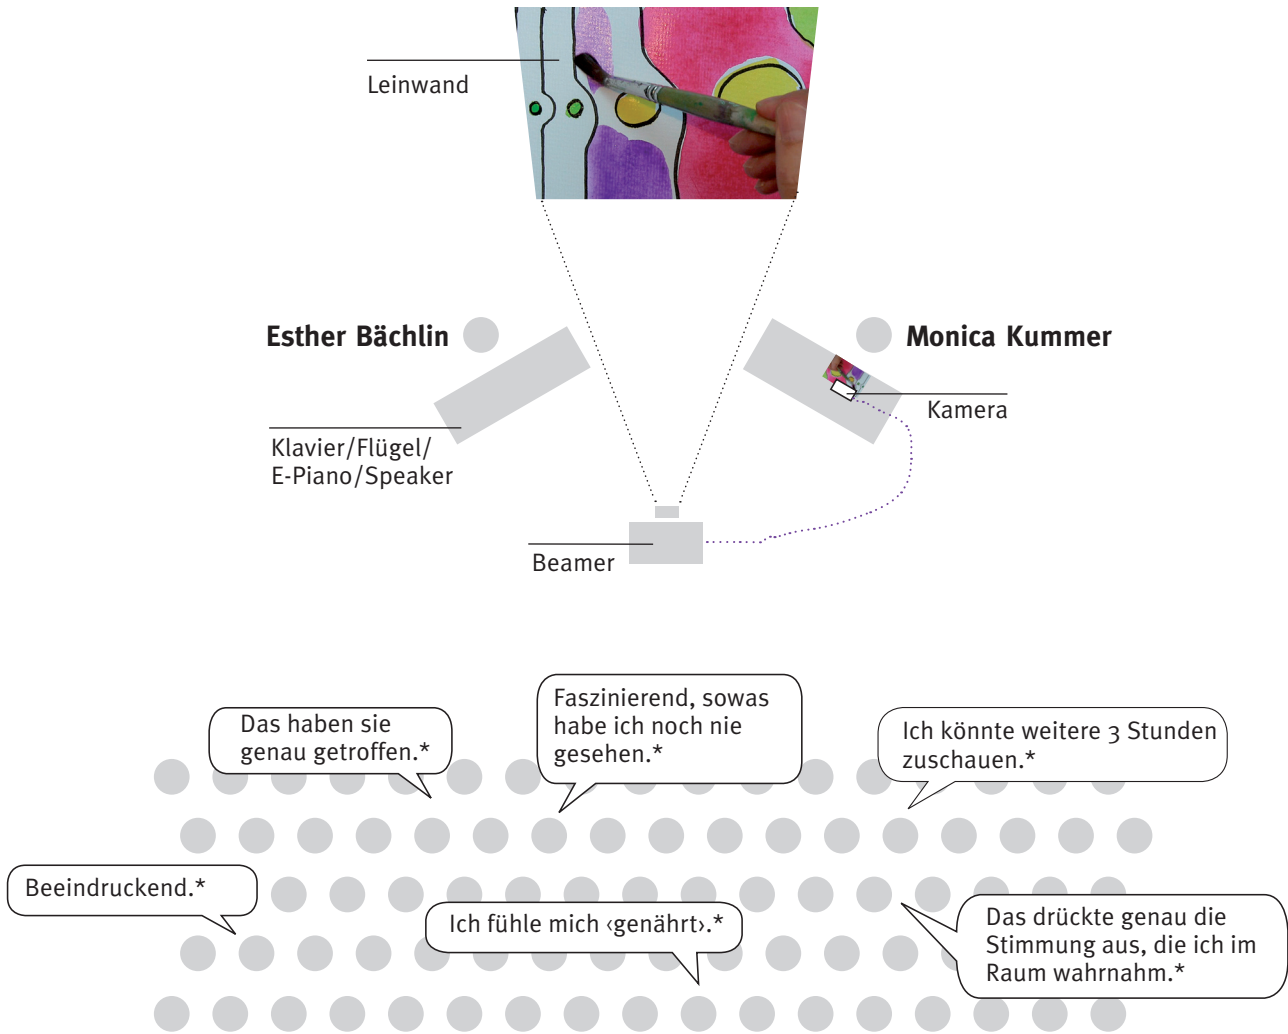 Leinwand
Esther Bächlin
Monica Kummer
Kamera
Klavier/Flügel/
E-Piano/Speaker
Beamer
Das haben sie
genau getroffen.*
Faszinierend, sowas
habe ich noch nie
gesehen.*
Ich könnte weitere 3 Stunden
zuschauen.*
Beeindruckend.*
Ich fühle mich ‹genährt›.*
Das drückte genau die
Stimmung aus, die ich im
Raum wahrnahm.*